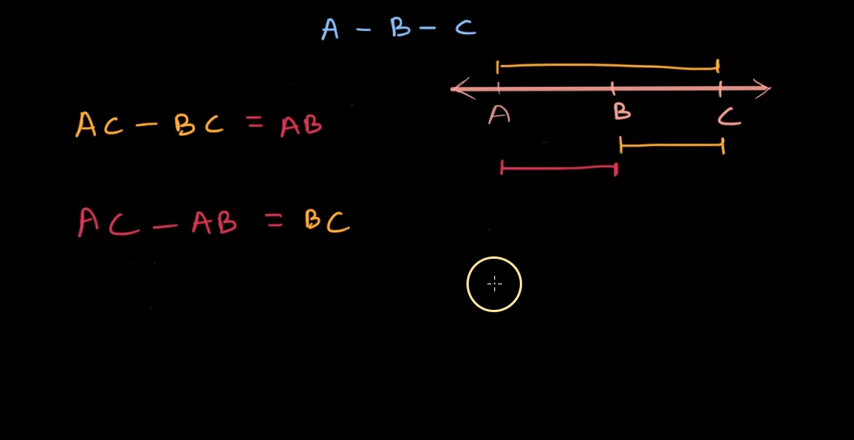 A - B - C
A B C
AC - BC = AB
AC - AB = BC